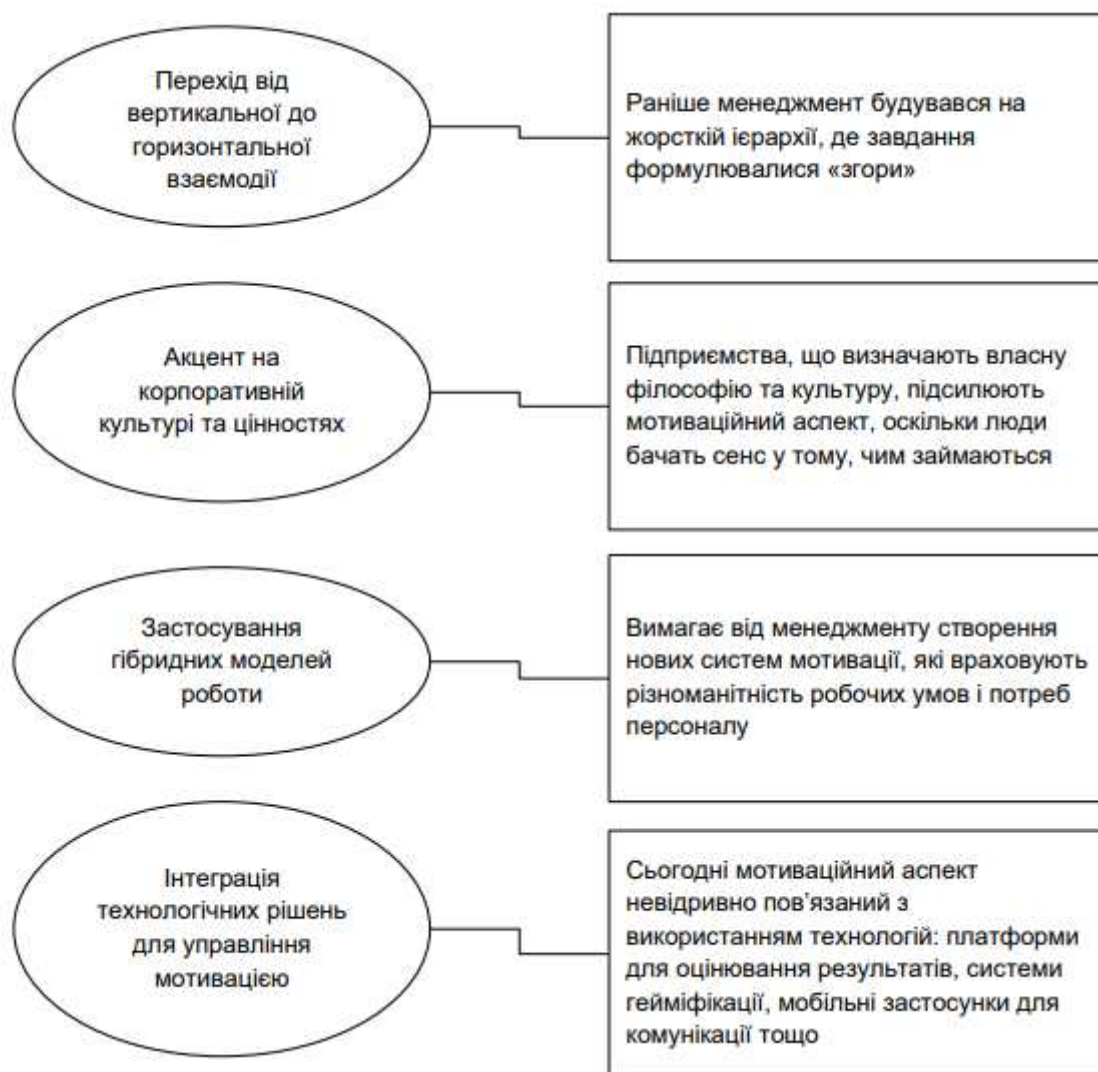 Перехід від
вертикальної до
горизонтальної
взаємодії
Раніше менеджмент будувався на
жорсткій ієрархії, де завдання
формулювалися «згори»
Акцент на
корпоративній
культурі та цінностях
Підприємства, що визначають власну
філософію та культуру, підсилюють
мотиваційний аспект, оскільки люди
бачать сенс у тому, чим займаються
Застосування
гібридних моделей
роботи
Вимагає від менеджменту створення
нових систем мотивації, які враховують
різноманітність робочих умов і потреб
персоналу
Інтеграція
технологічних рішень
для управління
мотивацією
Сьогодні мотиваційний аспект
невідривно пов’язаний з
використанням технологій: платформи
для оцінювання результатів, системи
гейміфікації, мобільні застосунки для
комунікації тощо